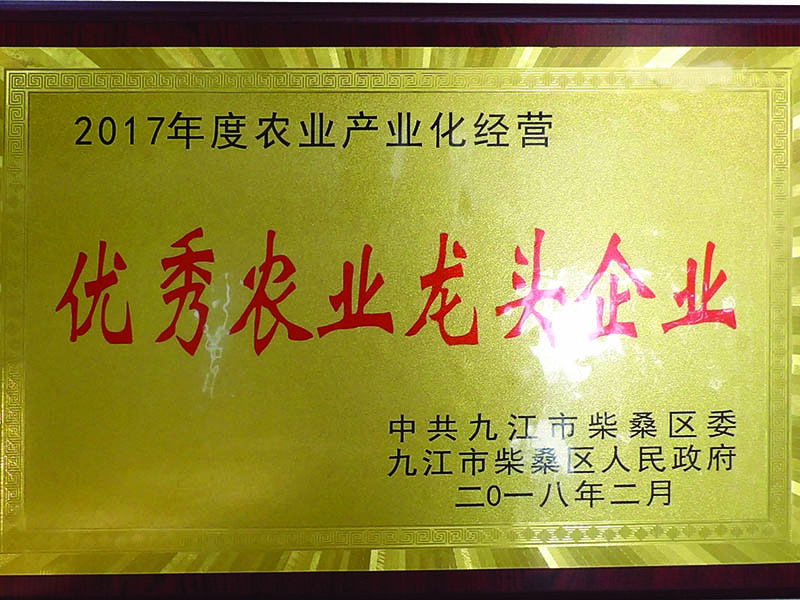 2017年度农业产业化经营
优秀农业龙头企业
中共九江市柴桑区委
九江市柴桑区人民政府
二0一八年二月